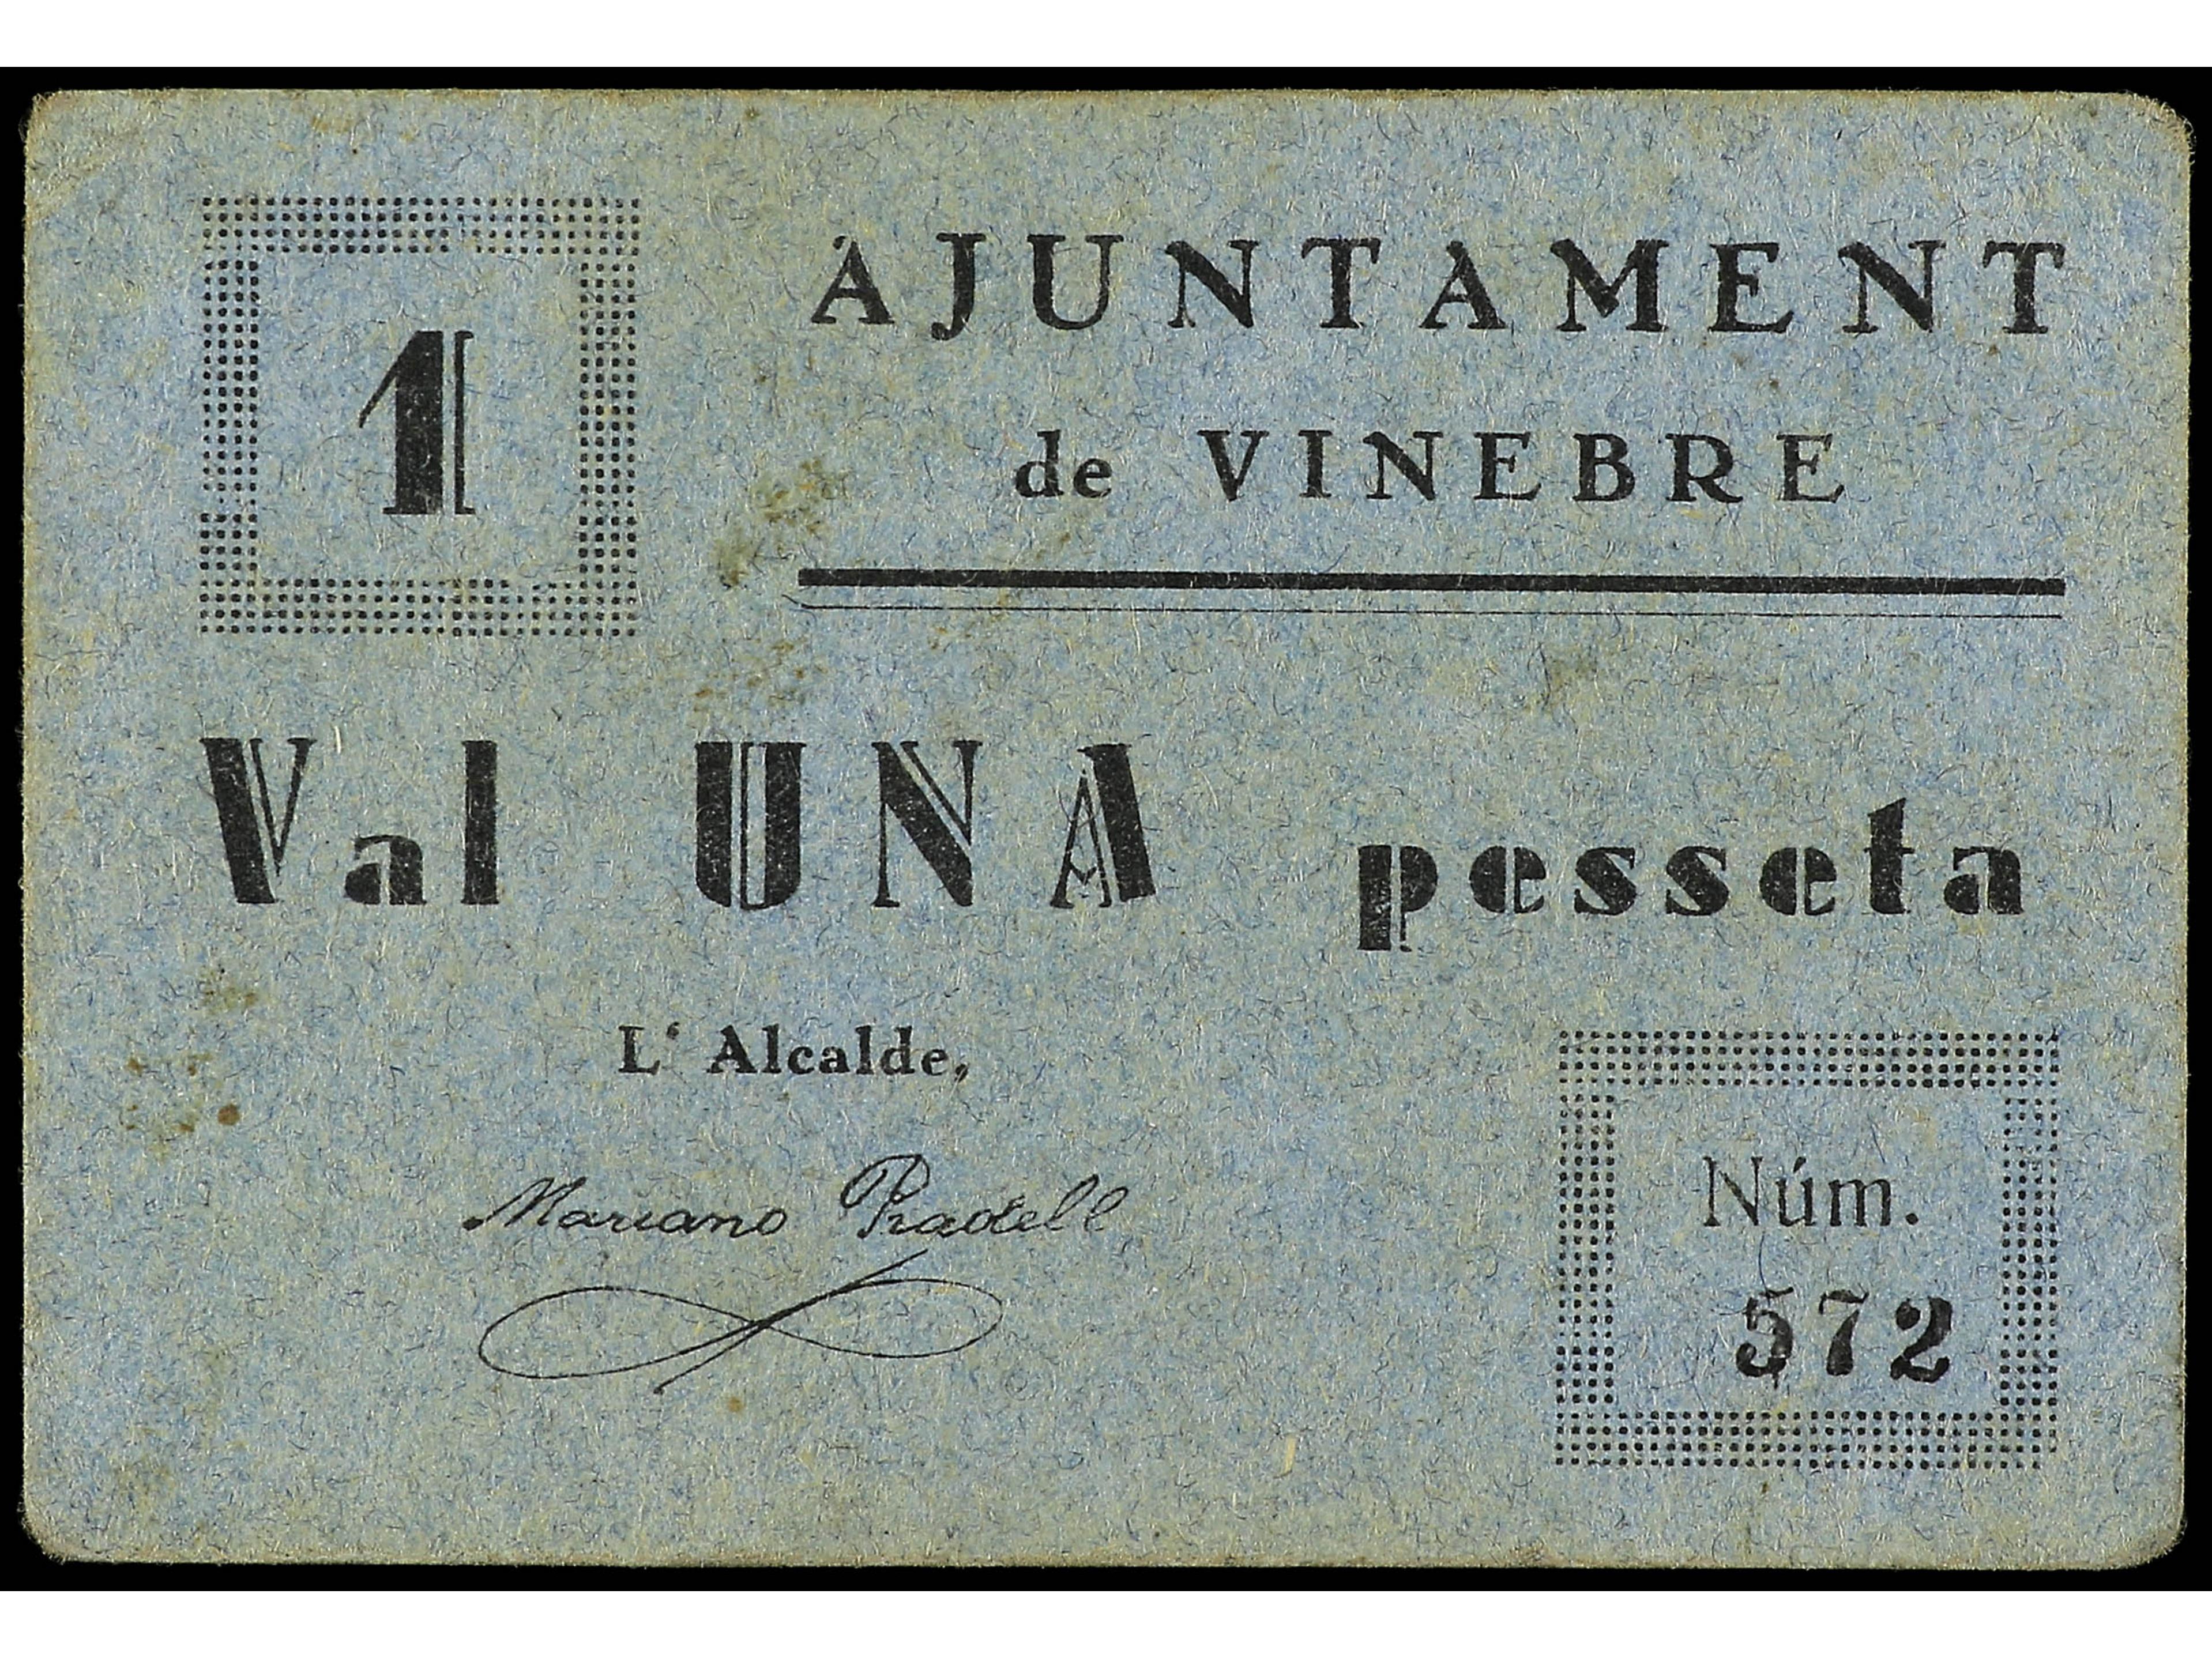 1
AJUNTAMENT
de VINEBRE
Val UNA pesseta
L' Alcalde,
Mariano Pradell
Núm.
572